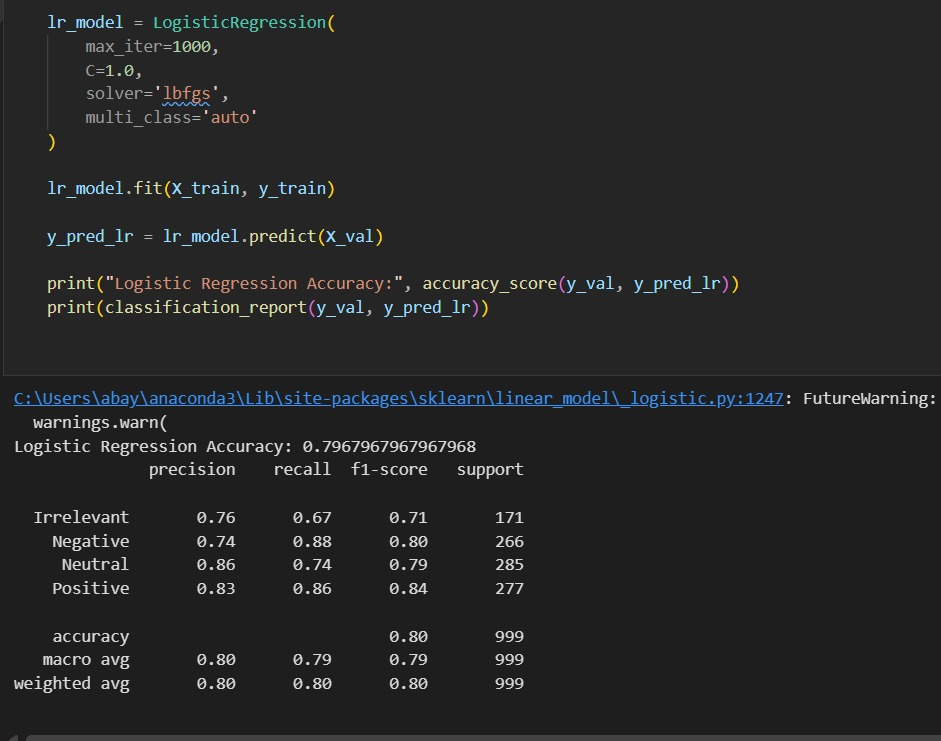 lr_model = LogisticRegression(
    max_iter=1000,
    C=1.0,
    solver='lbfgs',
    multi_class='auto'
)
lr_model.fit(X_train, y_train)
y_pred_lr = lr_model.predict(X_val)
print("Logistic Regression Accuracy:", accuracy_score(y_val, y_pred_lr))
print(classification_report(y_val, y_pred_lr))
C:\Users\abay\anaconda3\Lib\site-packages\sklearn\linear_model\_logistic.py:1247: FutureWarning:
  warnings.warn(
Logistic Regression Accuracy: 0.7967967967967968
              precision    recall  f1-score   support
  Irrelevant       0.76      0.67      0.71       171
    Negative       0.74      0.88      0.80       266
     Neutral       0.86      0.74      0.79       285
    Positive       0.83      0.86      0.84       277
    accuracy                           0.80       999
   macro avg       0.80      0.79      0.79       999
weighted avg       0.80      0.80      0.80       999